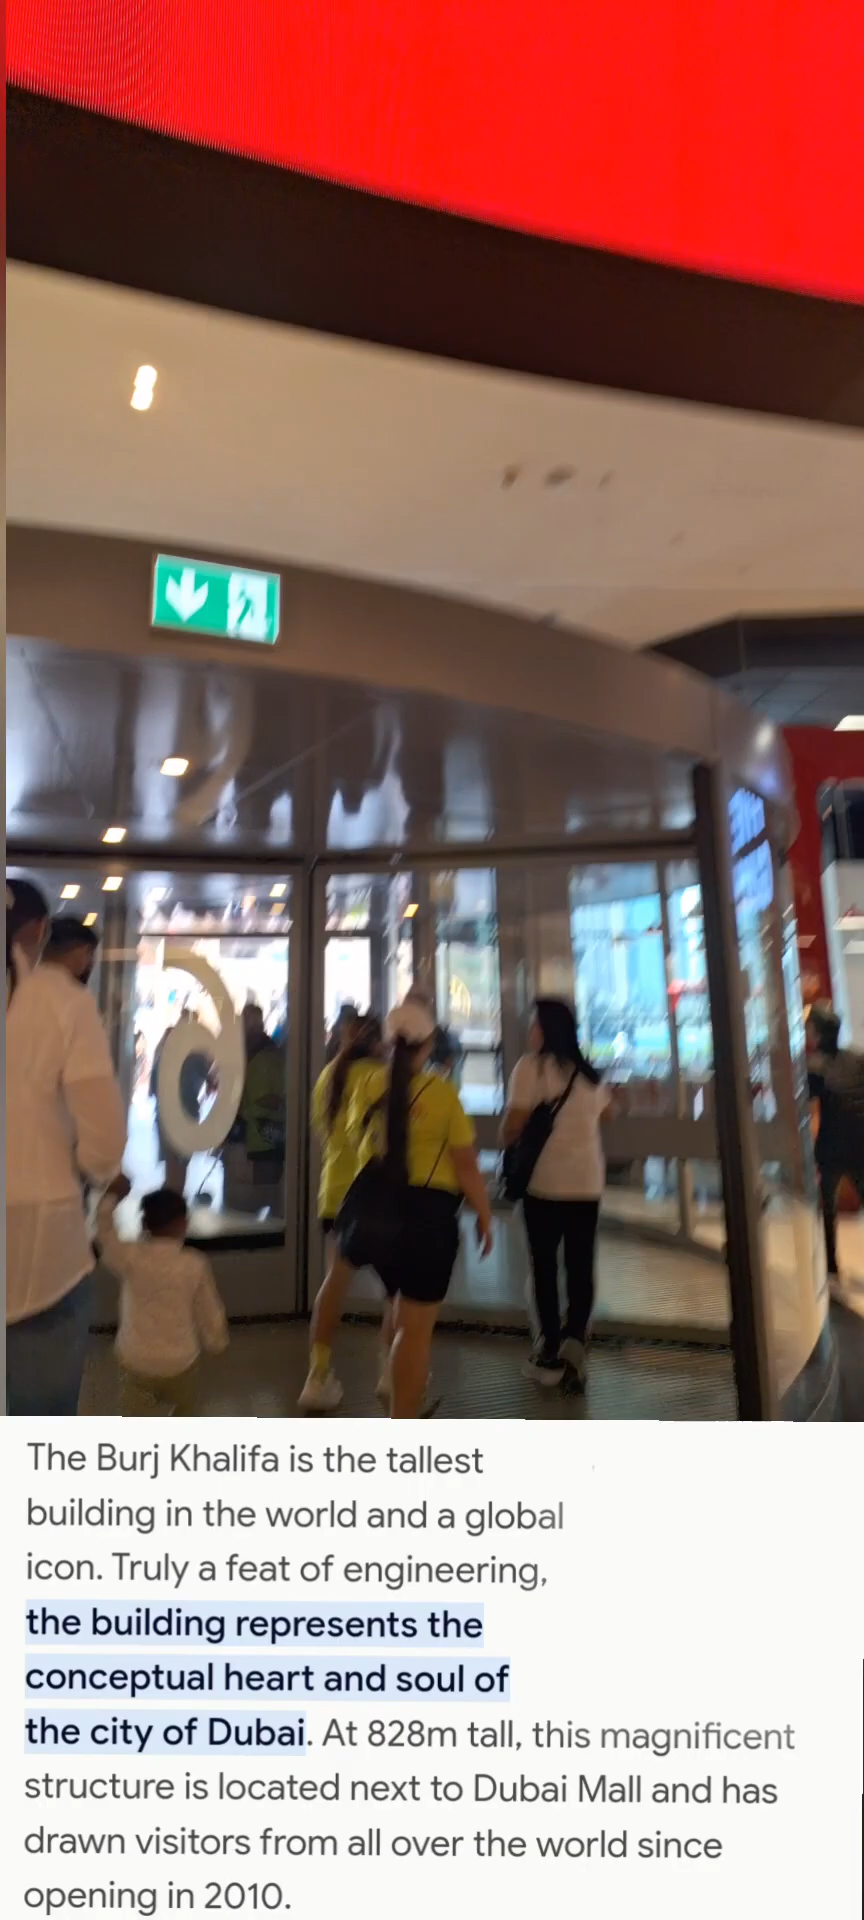 The Burj Khalifa is the tallest
building in the world and a global
icon. Truly a feat of engineering,
the building represents the
conceptual heart and soul of
the city of Dubai. At 828m tall, this magnificent
structure is located next to Dubai Mall and has
drawn visitors from all over the world since
opening in 2010.